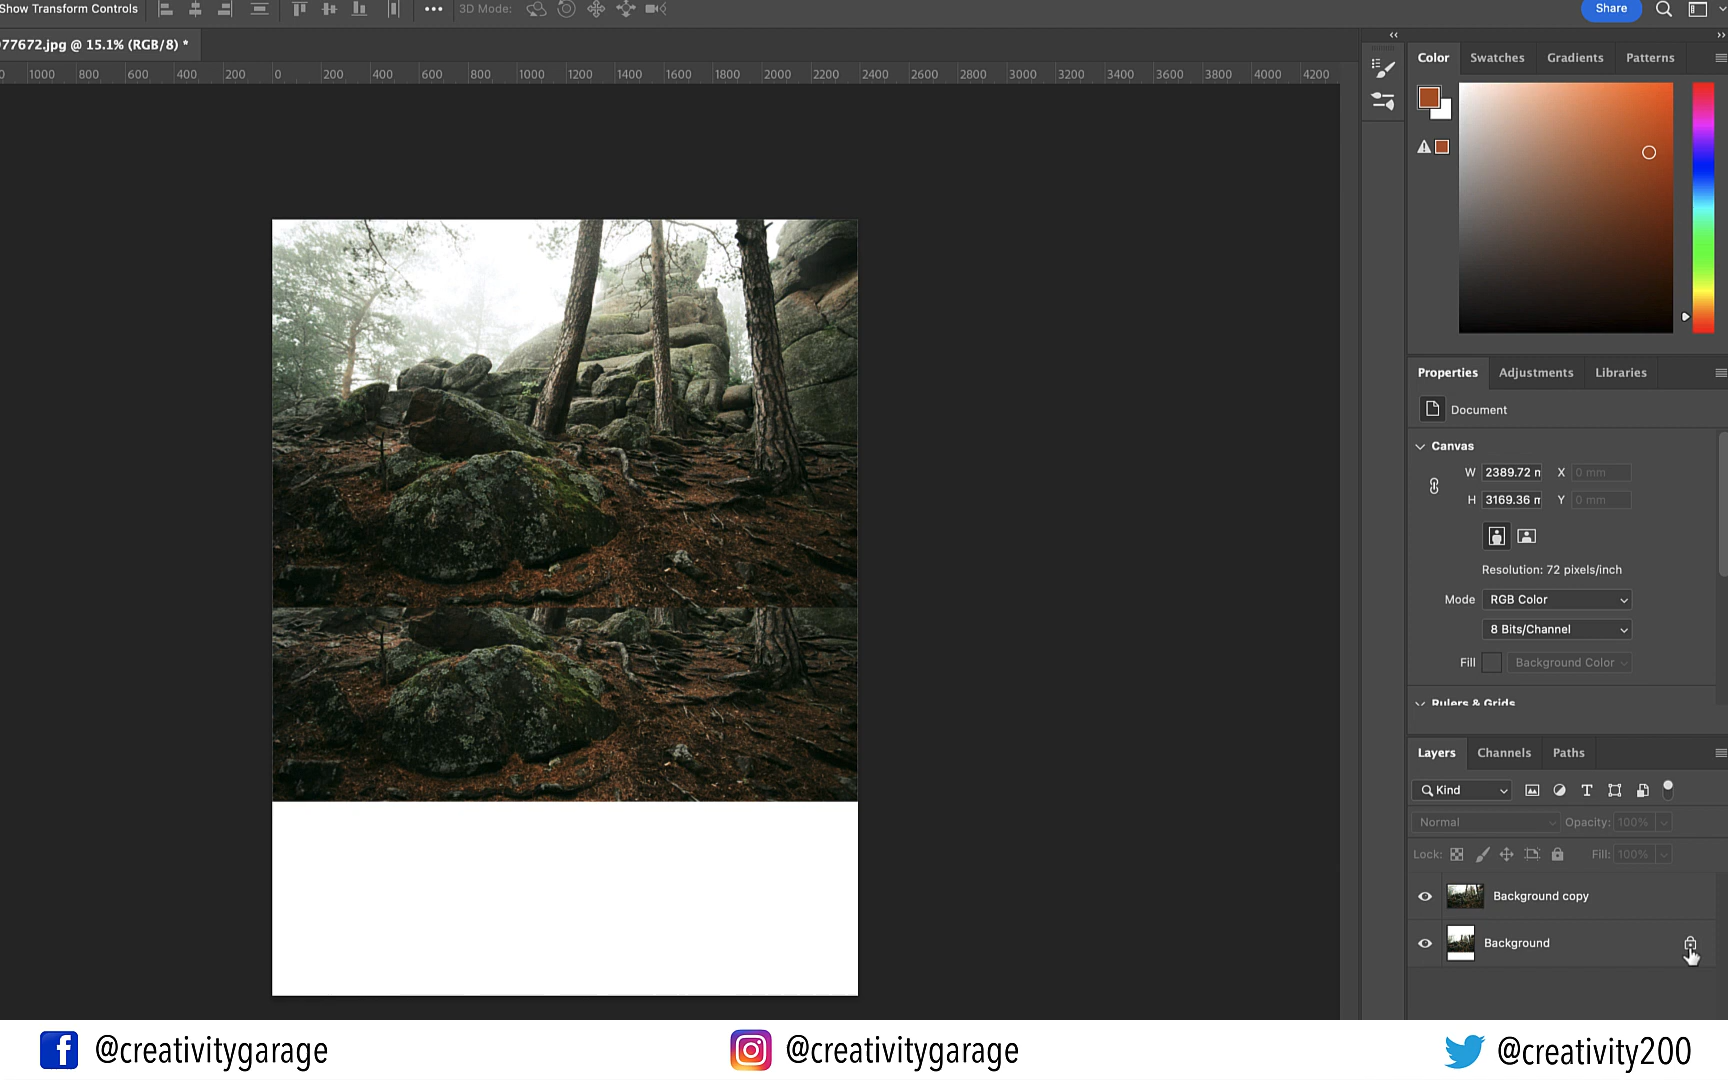 Show Transform Controls
3D Mode:
Share
77672.jpg @ 15.1% (RGB/8) *
1000 800 600 400 200 0 200 400 600 800 1000 1200 1400 1600 1800 2000 2200 2400 2600 2800 3000 3200 3400 3600 3800 4000 4200
Color Swatches Gradients Patterns
Properties Adjustments Libraries
Document
Canvas
W 2389.72 X 0 mm
H 3169.36 Y 0 mm
Resolution: 72 pixels/inch
Mode RGB Color
8 Bits/Channel
Fill Background Color
Rulers & Grids
Layers Channels Paths
Kind
Normal Opacity: 100%
Lock: Fill: 100%
Background copy
Background
@creativitygarage @creativitygarage @creativity200